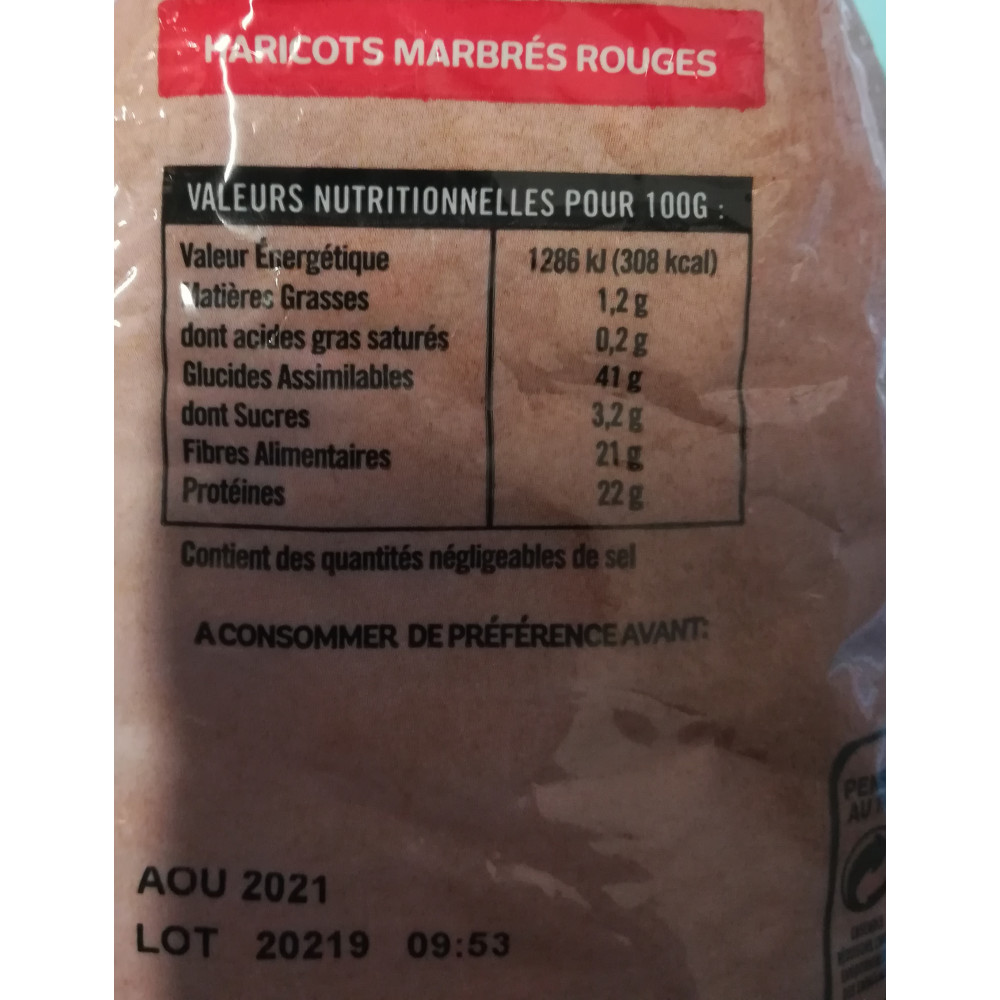 HARICOTS MARBRÉS ROUGES
VALEURS NUTRITIONNELLES POUR 100G :
Valeur Énergétique 1286 kJ (308 kcal)
Matières Grasses 1,2 g
dont acides gras saturés 0,2 g
Glucides Assimilables 41 g
dont Sucres 3,2 g
Fibres Alimentaires 21 g
Protéines 22 g
Contient des quantités négligeables de sel
A CONSOMMER DE PRÉFÉRENCE AVANT:
AOU 2021
LOT 20219 09:53
AU